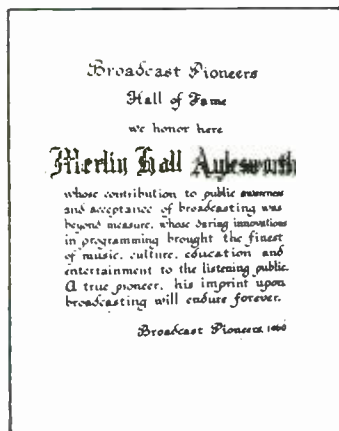 Broadcast Pioneers
Hall of Fame
we honor here
Merlin Hall Aylesworth
whose contribution to public awareness
and acceptance of broadcasting was
beyond measure, whose daring innovations
in programming brought the finest
of music, culture, education and
entertainment to the listening public.
A true pioneer, his imprint upon
broadcasting will endure forever.
Broadcast Pioneers